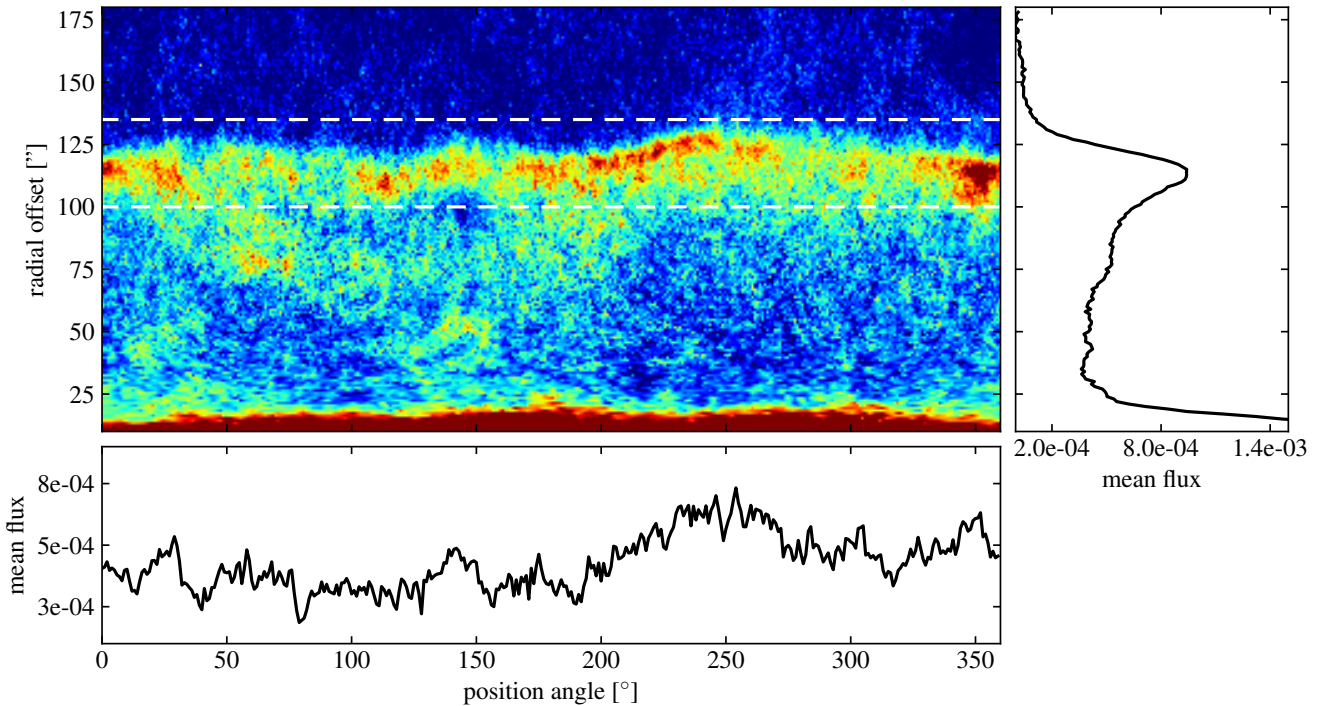 175
150
125
100
75
50
25
radial offset [”]
2.0e-04 8.0e-04 1.4e-03
mean flux
8e-04
5e-04
3e-04
mean flux
0 50 100 150 200 250 300 350
position angle [°]